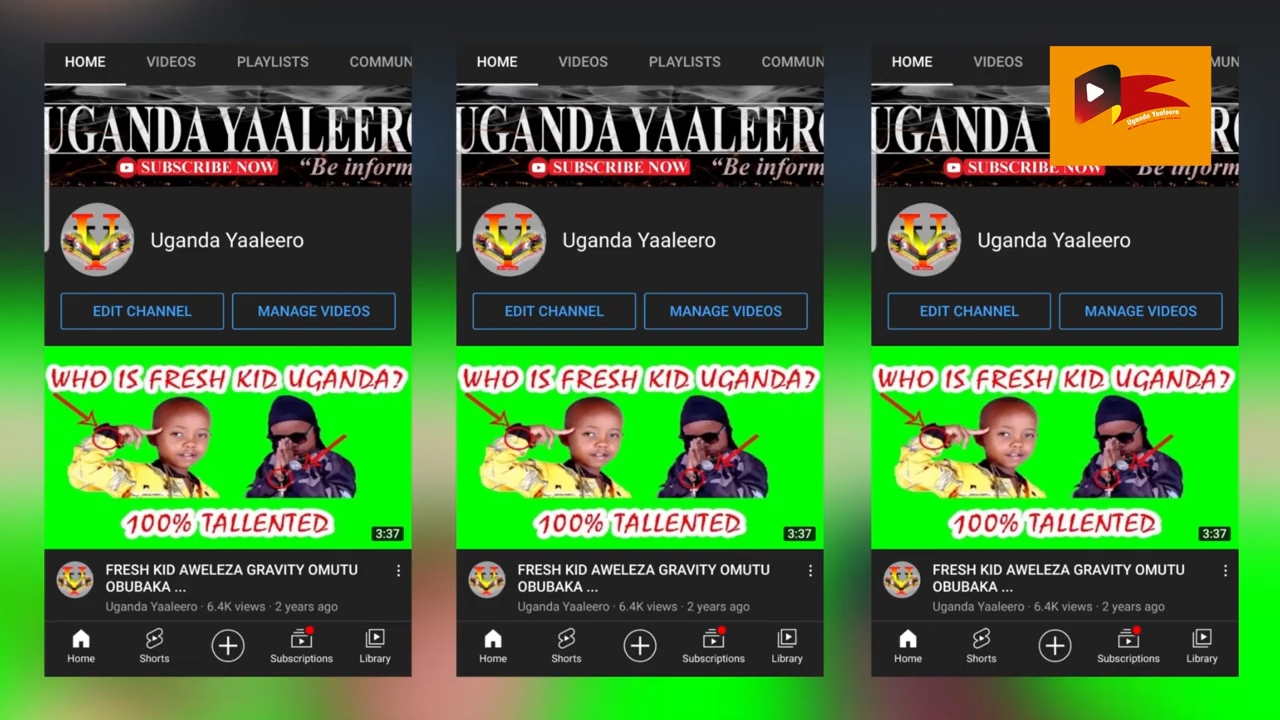 HOME VIDEOS PLAYLISTS COMMUN
UGANDA YAALEERO
SUBSCRIBE NOW "Be inform
Uganda Yaaleero
EDIT CHANNEL MANAGE VIDEOS
WHO IS FRESH KID UGANDA?
100% TALLENTED
3:37
FRESH KID AWELEZA GRAVITY OMUTU
OBUBAKA ...
Uganda Yaaleero · 6.4K views · 2 years ago
Home Shorts Subscriptions Library
HOME VIDEOS PLAYLISTS COMMUN
UGANDA YAALEERO
SUBSCRIBE NOW "Be inform
Uganda Yaaleero
EDIT CHANNEL MANAGE VIDEOS
WHO IS FRESH KID UGANDA?
100% TALLENTED
3:37
FRESH KID AWELEZA GRAVITY OMUTU
OBUBAKA ...
Uganda Yaaleero · 6.4K views · 2 years ago
Home Shorts Subscriptions Library
HOME VIDEOS MUN
Uganda Yaaleero
UGANDA Y RO
SUBSCRIBE NOW "Be inform
Uganda Yaaleero
EDIT CHANNEL MANAGE VIDEOS
WHO IS FRESH KID UGANDA?
100% TALLENTED
3:37
FRESH KID AWELEZA GRAVITY OMUTU
OBUBAKA ...
Uganda Yaaleero · 6.4K views · 2 years ago
Home Shorts Subscriptions Library